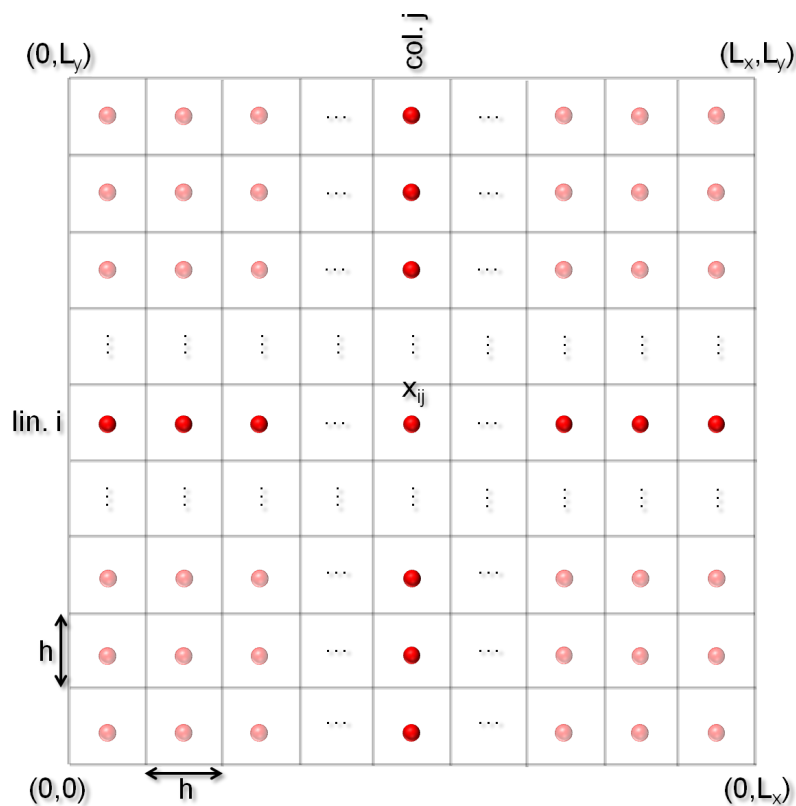 col. j
(0,Ly) (Lx,Ly)
... ...
... ...
... ...
⋮ ⋮ ⋮ ⋮ ⋮ ⋮ ⋮ ⋮ ⋮
xij
lin. i ... ...
⋮ ⋮ ⋮ ⋮ ⋮ ⋮ ⋮ ⋮ ⋮
... ...
h ... ...
... ...
(0,0) h (0,Lx)